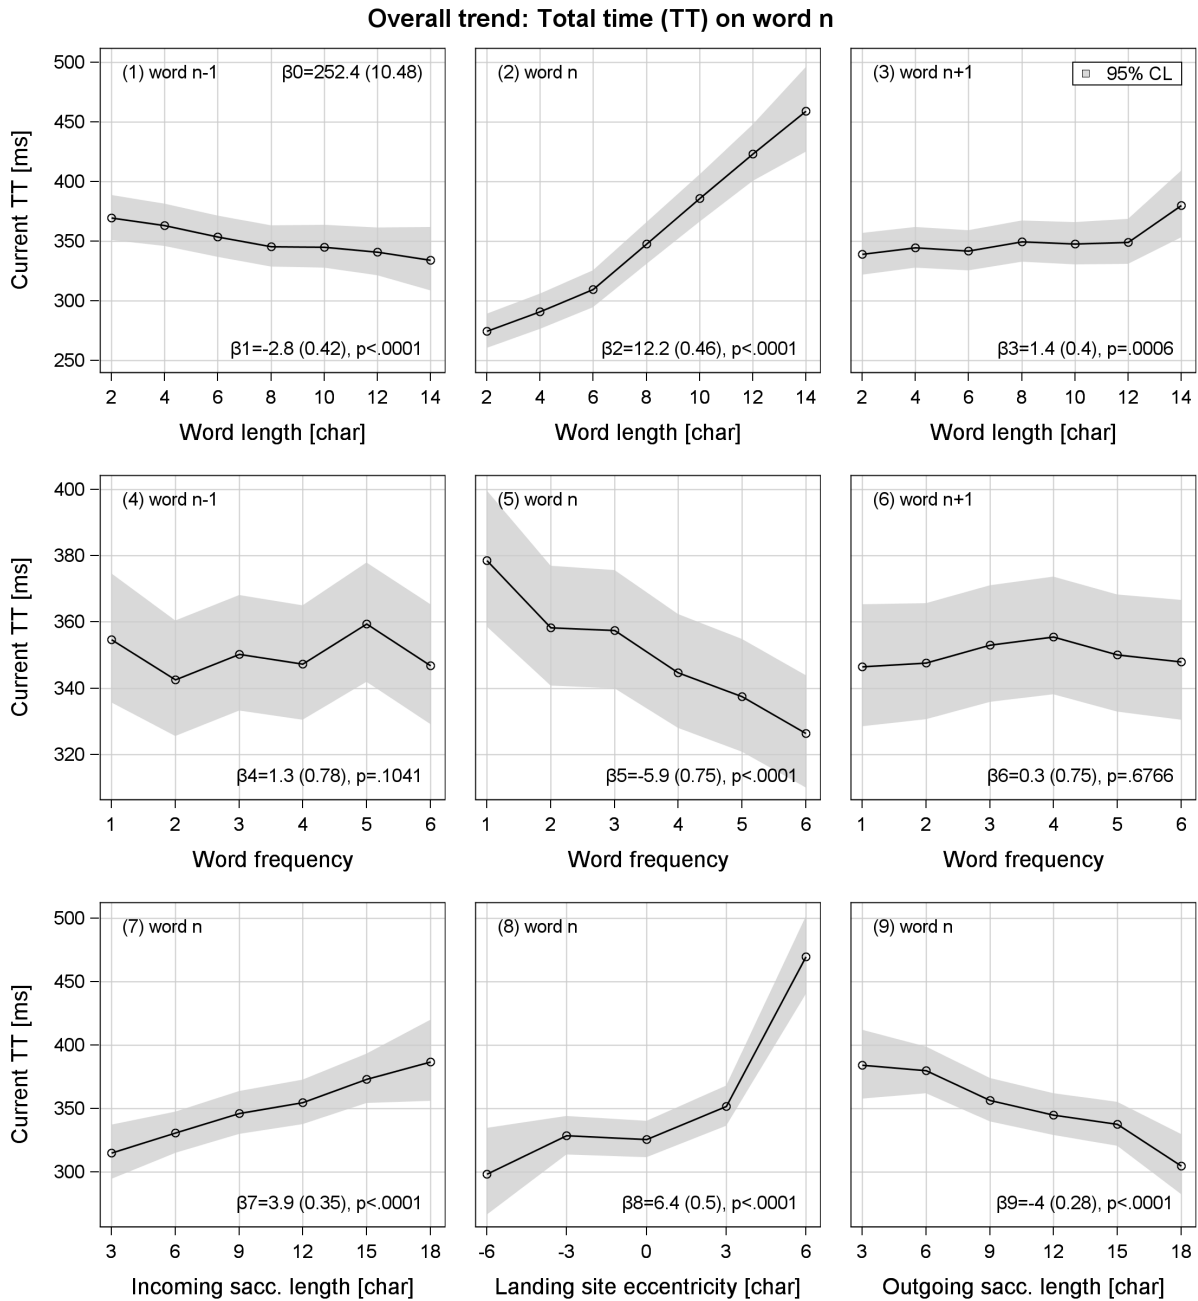 Overall trend: Total time (TT) on word n
(1) word n-1 β0=252.4 (10.48)
(2) word n
(3) word n+1
95% CL
Current TT [ms]
500
450
400
350
300
250
β1=-2.8 (0.42), p<.0001
β2=12.2 (0.46), p<.0001
β3=1.4 (0.4), p=.0006
2 4 6 8 10 12 14
2 4 6 8 10 12 14
2 4 6 8 10 12 14
Word length [char]
Word length [char]
Word length [char]
(4) word n-1
(5) word n
(6) word n+1
Current TT [ms]
400
380
360
340
320
β4=1.3 (0.78), p=.1041
β5=-5.9 (0.75), p<.0001
β6=0.3 (0.75), p=.6766
1 2 3 4 5 6
1 2 3 4 5 6
1 2 3 4 5 6
Word frequency
Word frequency
Word frequency
(7) word n
(8) word n
(9) word n
Current TT [ms]
500
450
400
350
300
β7=3.9 (0.35), p<.0001
β8=6.4 (0.5), p<.0001
β9=-4 (0.28), p<.0001
3 6 9 12 15 18
-6 -3 0 3 6
3 6 9 12 15 18
Incoming sacc. length [char]
Landing site eccentricity [char]
Outgoing sacc. length [char]